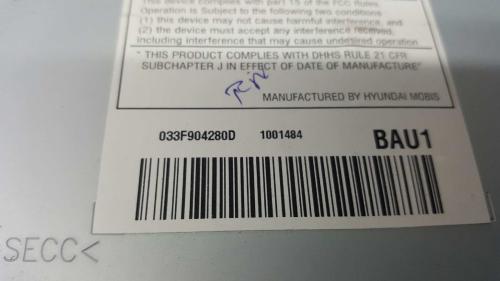 This device complies with part 15 of the FCC Rules.
Operation is Subject to the following two conditions
(1) this device may not cause harmful interference, and
(2) the device must accept any interference received,
including interference that may cause undesired operation
" THIS PRODUCT COMPLIES WITH DHHS RULE 21 CFR
SUBCHAPTER J IN EFFECT OF DATE OF MANUFACTURE"
MANUFACTURED BY HYUNDAI MOBIS
033F904280D 1001484 BAU1
SECC<